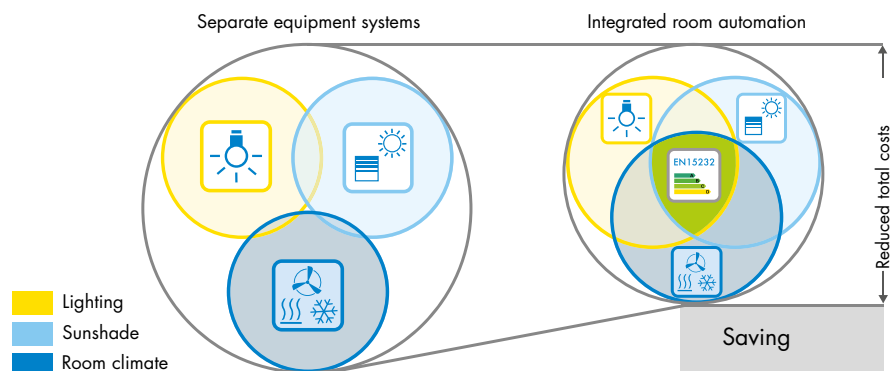 Separate equipment systems
Integrated room automation
EN15232
A
B
C
D
Reduced total costs
Lighting
Sunshade
Room climate
Saving